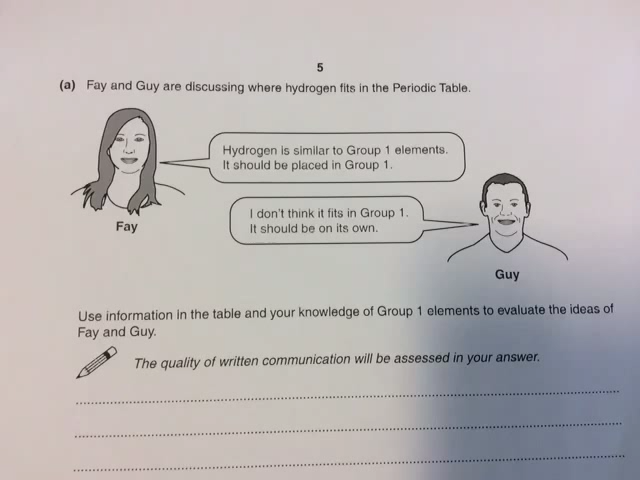 5
(a) Fay and Guy are discussing where hydrogen fits in the Periodic Table.
Hydrogen is similar to Group 1 elements.
It should be placed in Group 1.
Fay
I don't think it fits in Group 1.
It should be on its own.
Guy
Use information in the table and your knowledge of Group 1 elements to evaluate the ideas of
Fay and Guy.
The quality of written communication will be assessed in your answer.